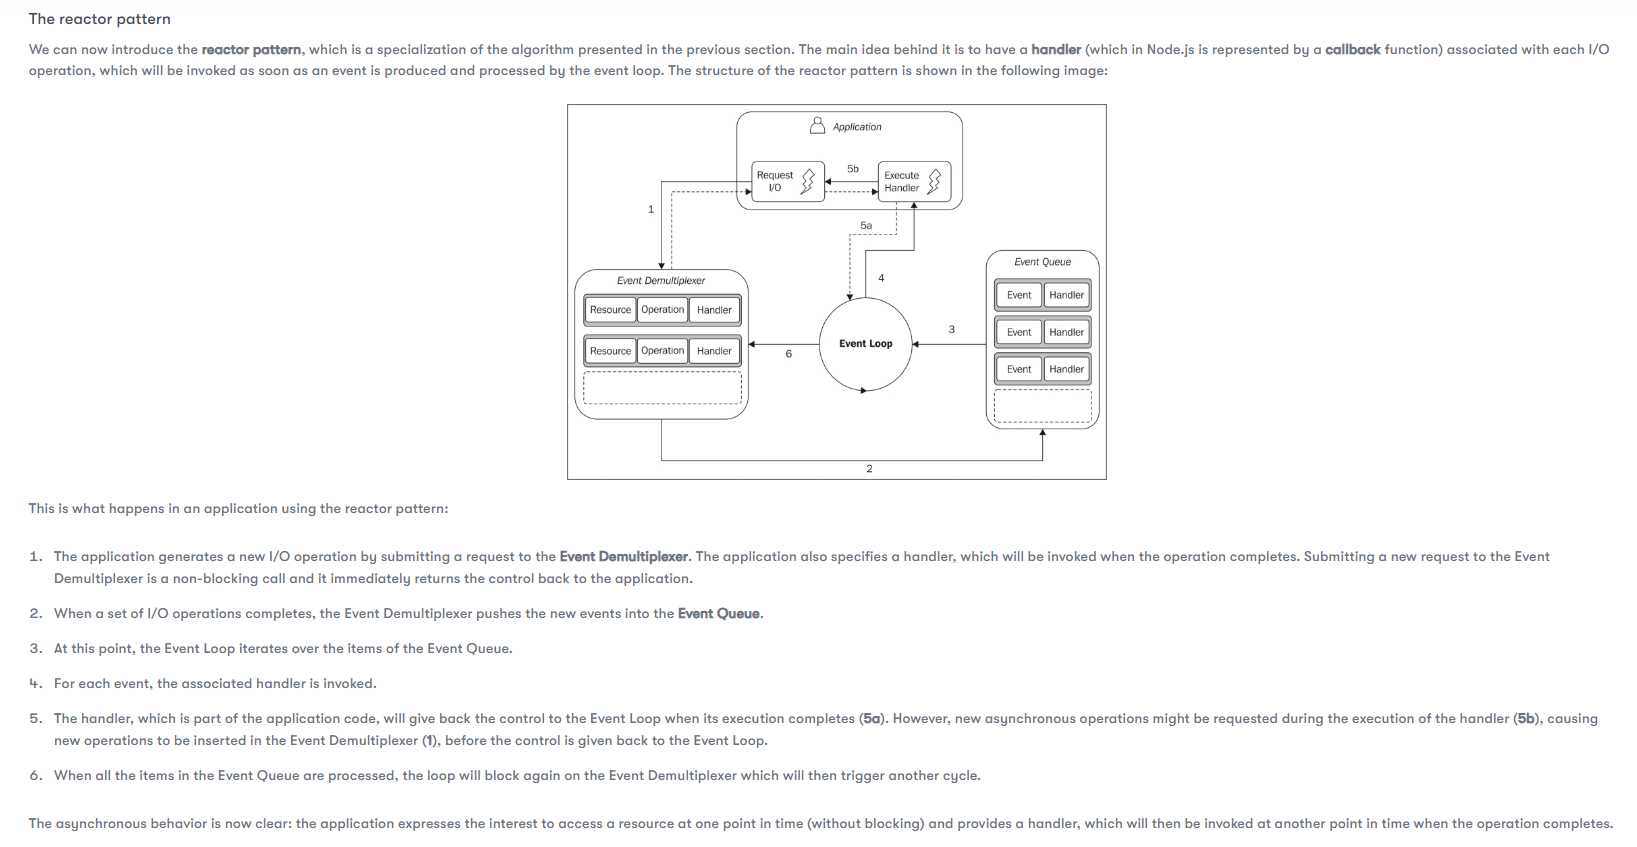 The reactor pattern
We can now introduce the reactor pattern, which is a specialization of the algorithm presented in the previous section. The main idea behind it is to have a handler (which in Node.js is represented by a callback function) associated with each I/O
operation, which will be invoked as soon as an event is produced and processed by the event loop. The structure of the reactor pattern is shown in the following image:
Application
Request
I/O
5b
Execute
Handler
1
5a
4
Event Demultiplexer
Resource Operation Handler
Resource Operation Handler
6
Event Loop
3
Event Queue
Event Handler
Event Handler
Event Handler
2
This is what happens in an application using the reactor pattern:
1. The application generates a new I/O operation by submitting a request to the Event Demultiplexer. The application also specifies a handler, which will be invoked when the operation completes. Submitting a new request to the Event
Demultiplexer is a non-blocking call and it immediately returns the control back to the application.
2. When a set of I/O operations completes, the Event Demultiplexer pushes the new events into the Event Queue.
3. At this point, the Event Loop iterates over the items of the Event Queue.
4. For each event, the associated handler is invoked.
5. The handler, which is part of the application code, will give back the control to the Event Loop when its execution completes (5a). However, new asynchronous operations might be requested during the execution of the handler (5b), causing
new operations to be inserted in the Event Demultiplexer (1), before the control is given back to the Event Loop.
6. When all the items in the Event Queue are processed, the loop will block again on the Event Demultiplexer which will then trigger another cycle.
The asynchronous behavior is now clear: the application expresses the interest to access a resource at one point in time (without blocking) and provides a handler, which will then be invoked at another point in time when the operation completes.